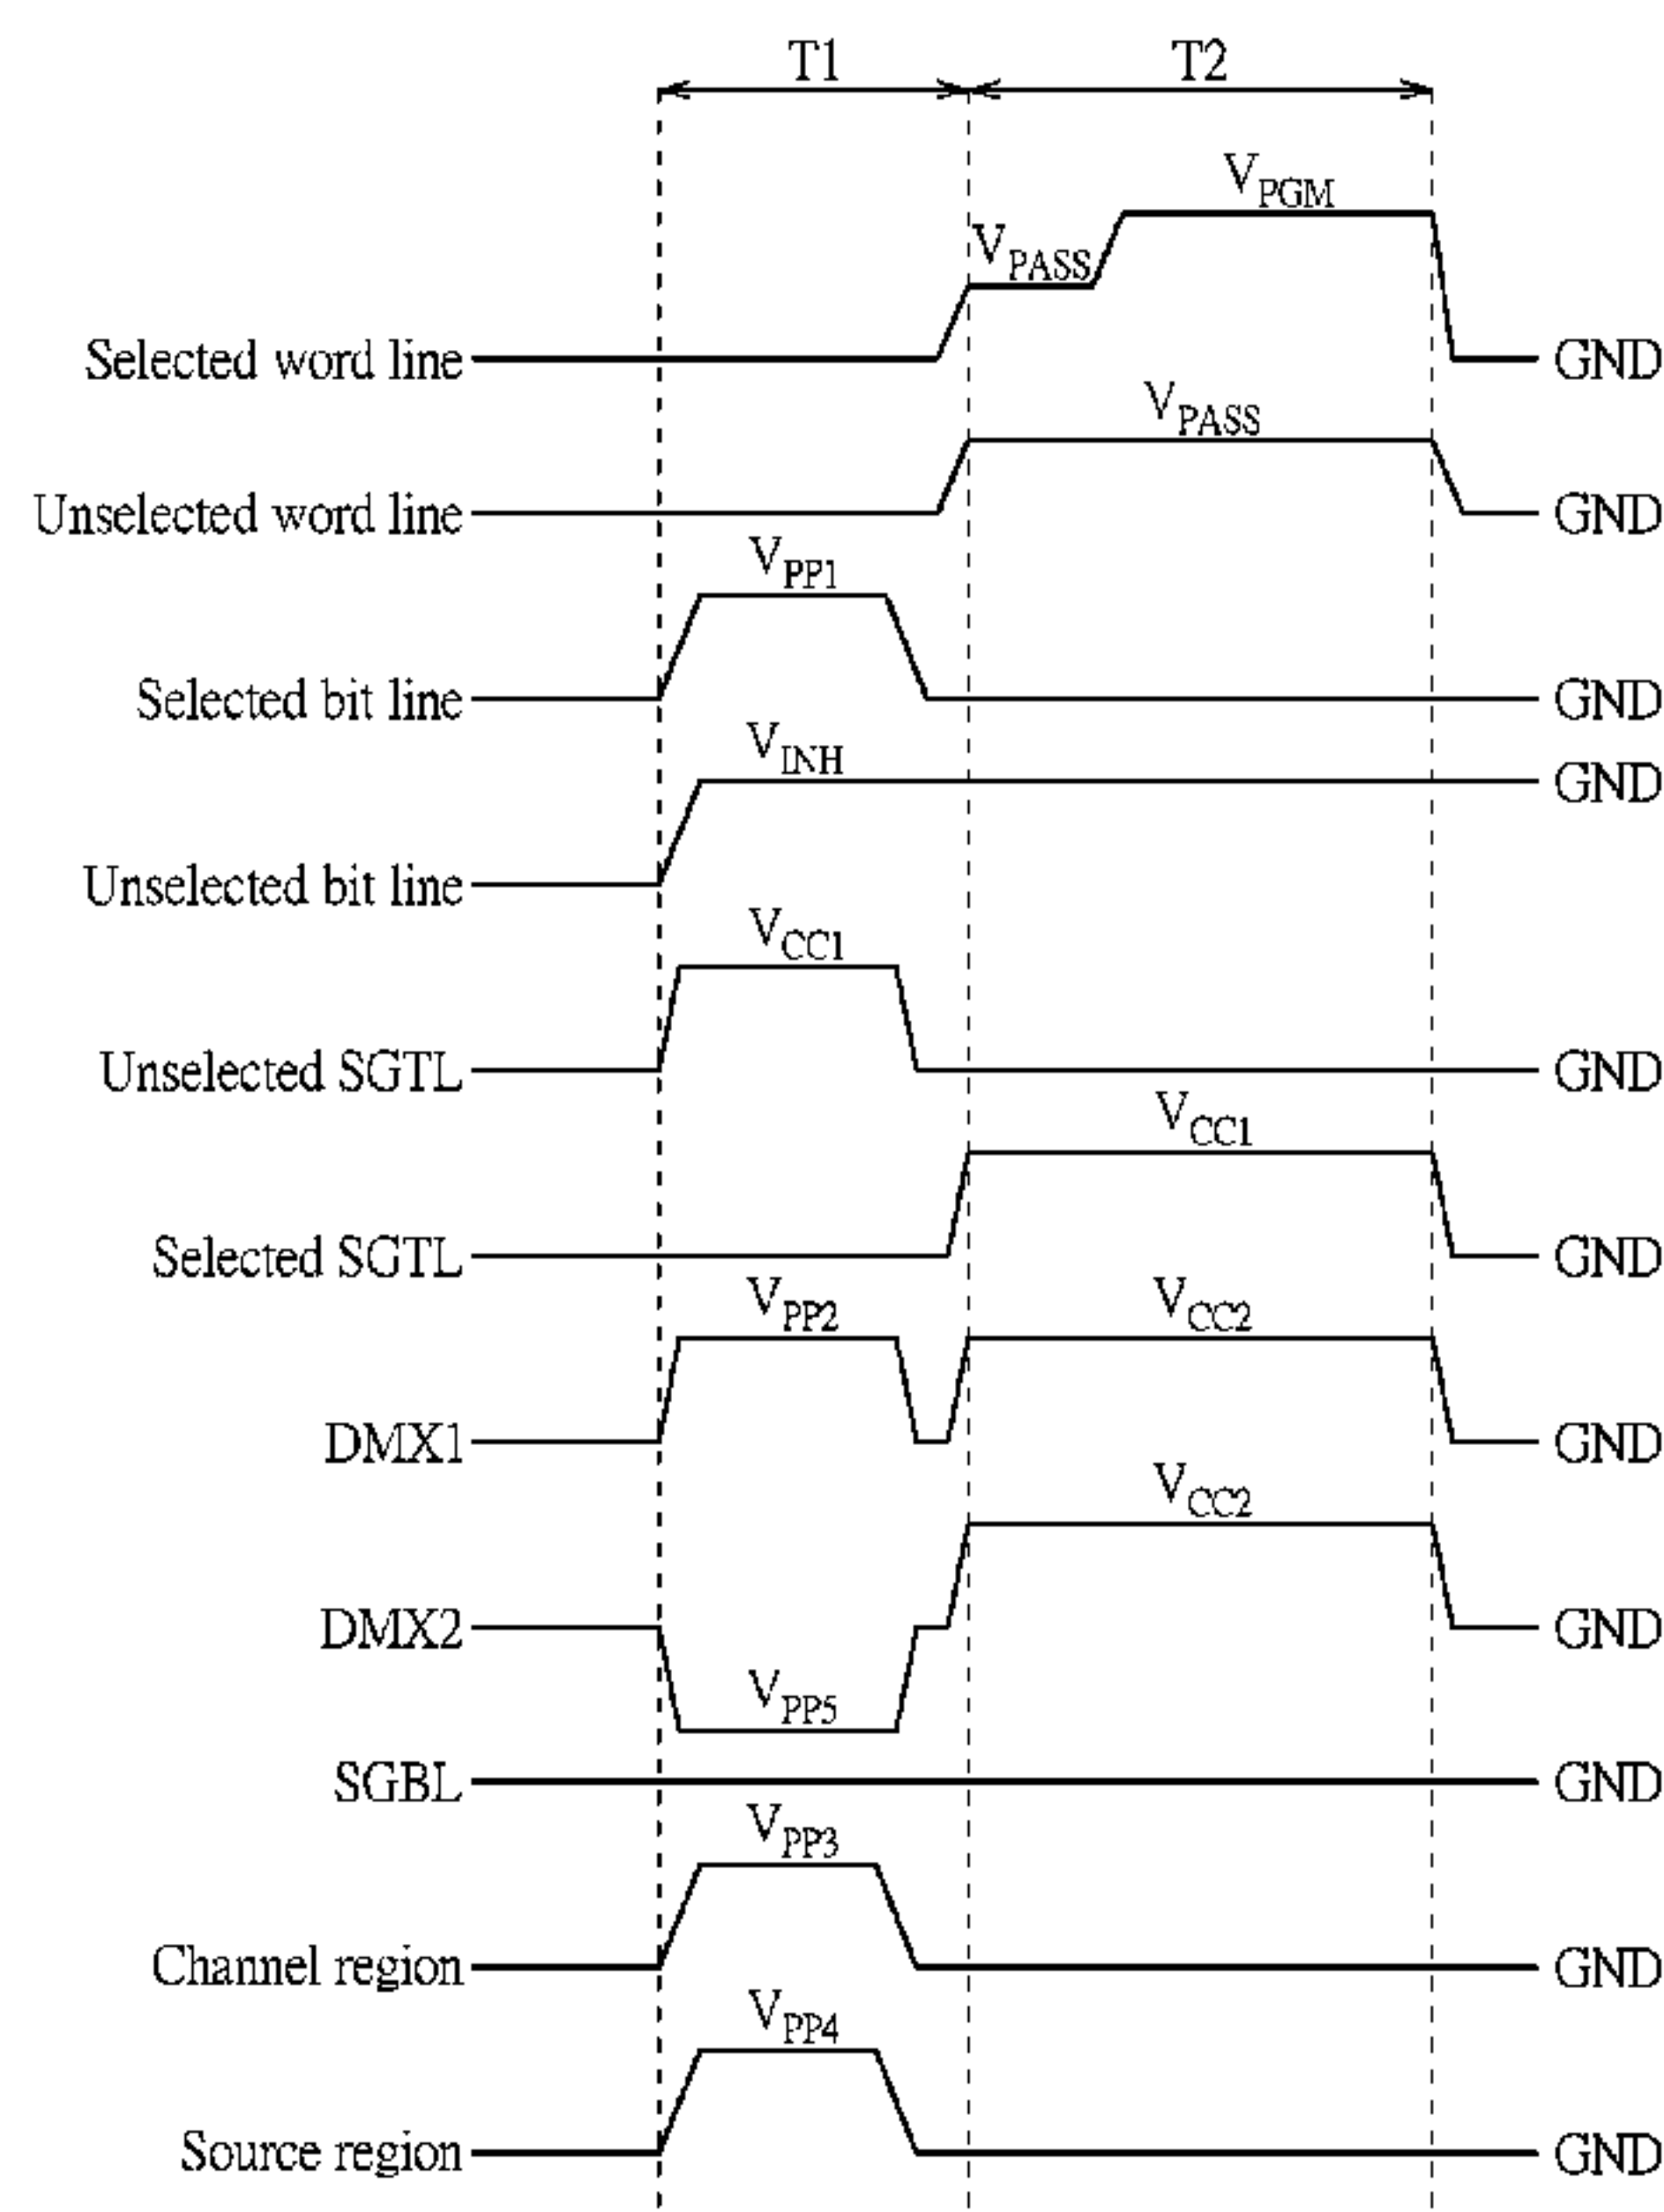 T1 T2
VPGM
VPASS
Selected word line GND
VPASS
Unselected word line GND
VPP1
Selected bit line GND
VINH
GND
Unselected bit line
VCC1
Unselected SGTL GND
VCC1
Selected SGTL GND
VPP2 VCC2
DMX1 GND
VCC2
DMX2 GND
VPP5
SGBL GND
VPP3
Channel region GND
VPP4
Source region GND